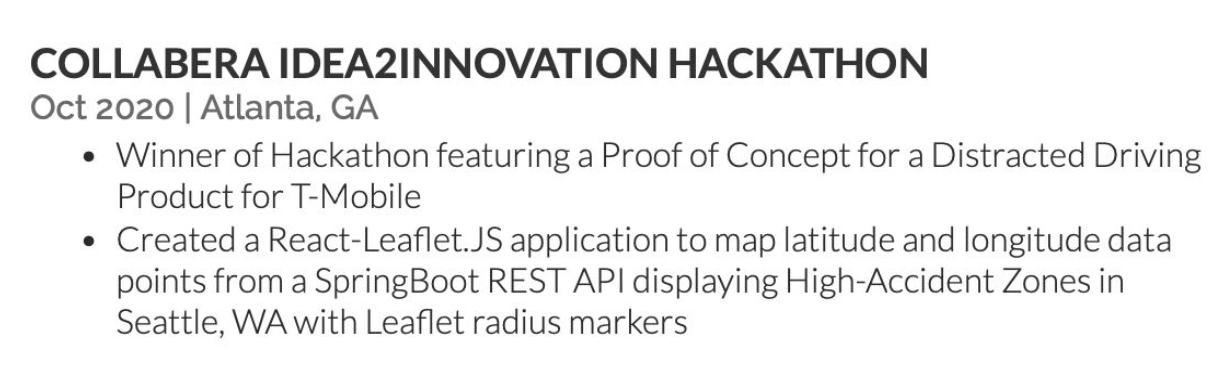 COLLABERA IDEA2INNOVATION HACKATHON
Oct 2020 | Atlanta, GA
• Winner of Hackathon featuring a Proof of Concept for a Distracted Driving
Product for T-Mobile
• Created a React-Leaflet.JS application to map latitude and longitude data
points from a SpringBoot REST API displaying High-Accident Zones in
Seattle, WA with Leaflet radius markers